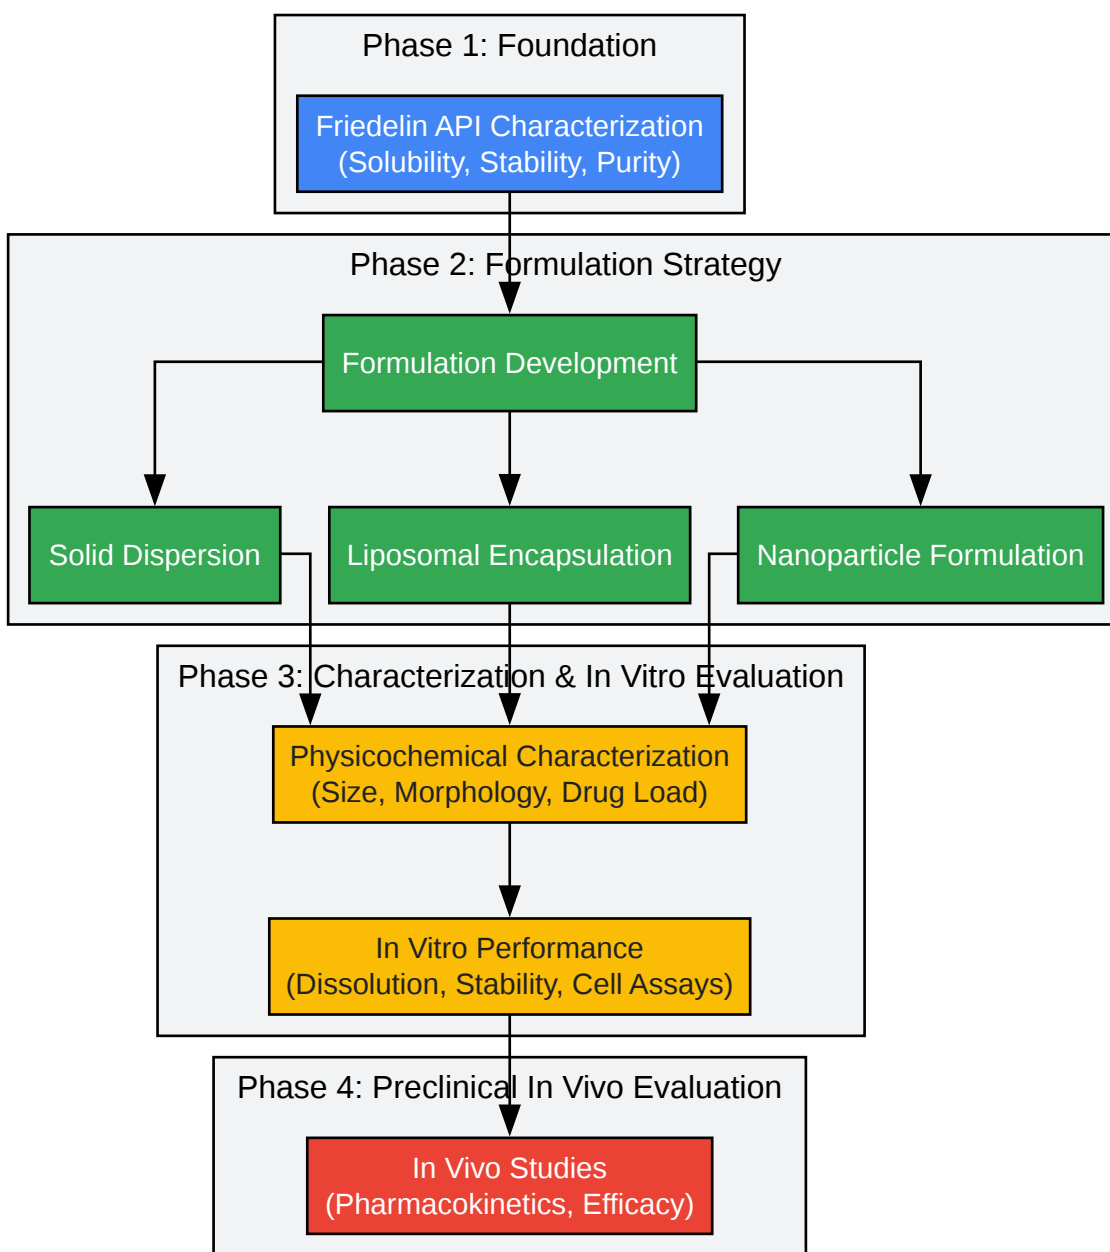 Phase 1: Foundation
Friedelin API Characterization
(Solubility, Stability, Purity)
Phase 2: Formulation Strategy
Formulation Development
Solid Dispersion
Liposomal Encapsulation
Nanoparticle Formulation
Phase 3: Characterization & In Vitro Evaluation
Physicochemical Characterization
(Size, Morphology, Drug Load)
In Vitro Performance
(Dissolution, Stability, Cell Assays)
Phase 4: Preclinical In Vivo Evaluation
In Vivo Studies
(Pharmacokinetics, Efficacy)